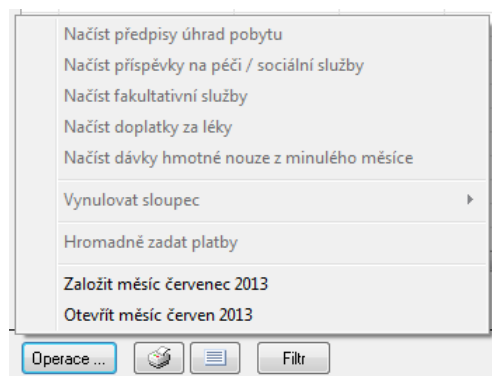 Načíst předpisy úhrad pobytu
Načíst příspěvky na péči / sociální služby
Načíst fakultativní služby
Načíst doplatky za léky
Načíst dávky hmotné nouze z minulého měsíce
Vynulovat sloupec
Hromadně zadat platby
Založit měsíc červenec 2013
Otevřít měsíc červen 2013
Operace ... Filtr